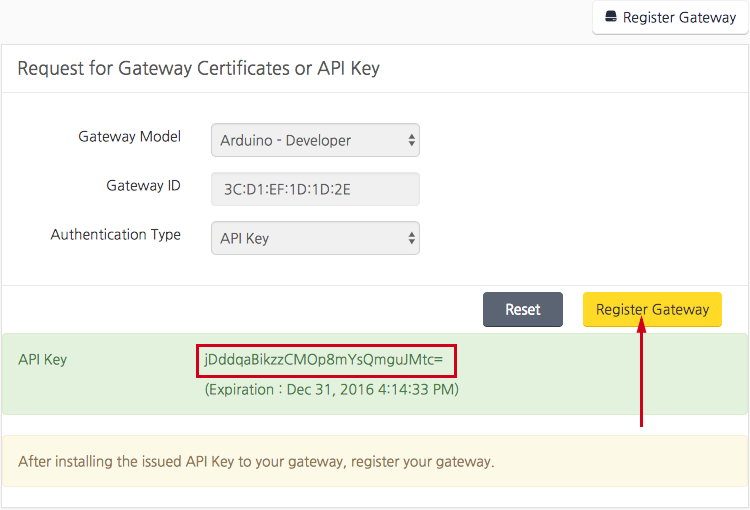 Register Gateway
Request for Gateway Certificates or API Key
Gateway Model
Arduino - Developer
Gateway ID
3C:D1:EF:1D:1D:2E
Authentication Type
API Key
Reset
Register Gateway
API Key
jDddqaBikzzCMOp8mYsQmguJMtc=
(Expiration : Dec 31, 2016 4:14:33 PM)
After installing the issued API Key to your gateway, register your gateway.